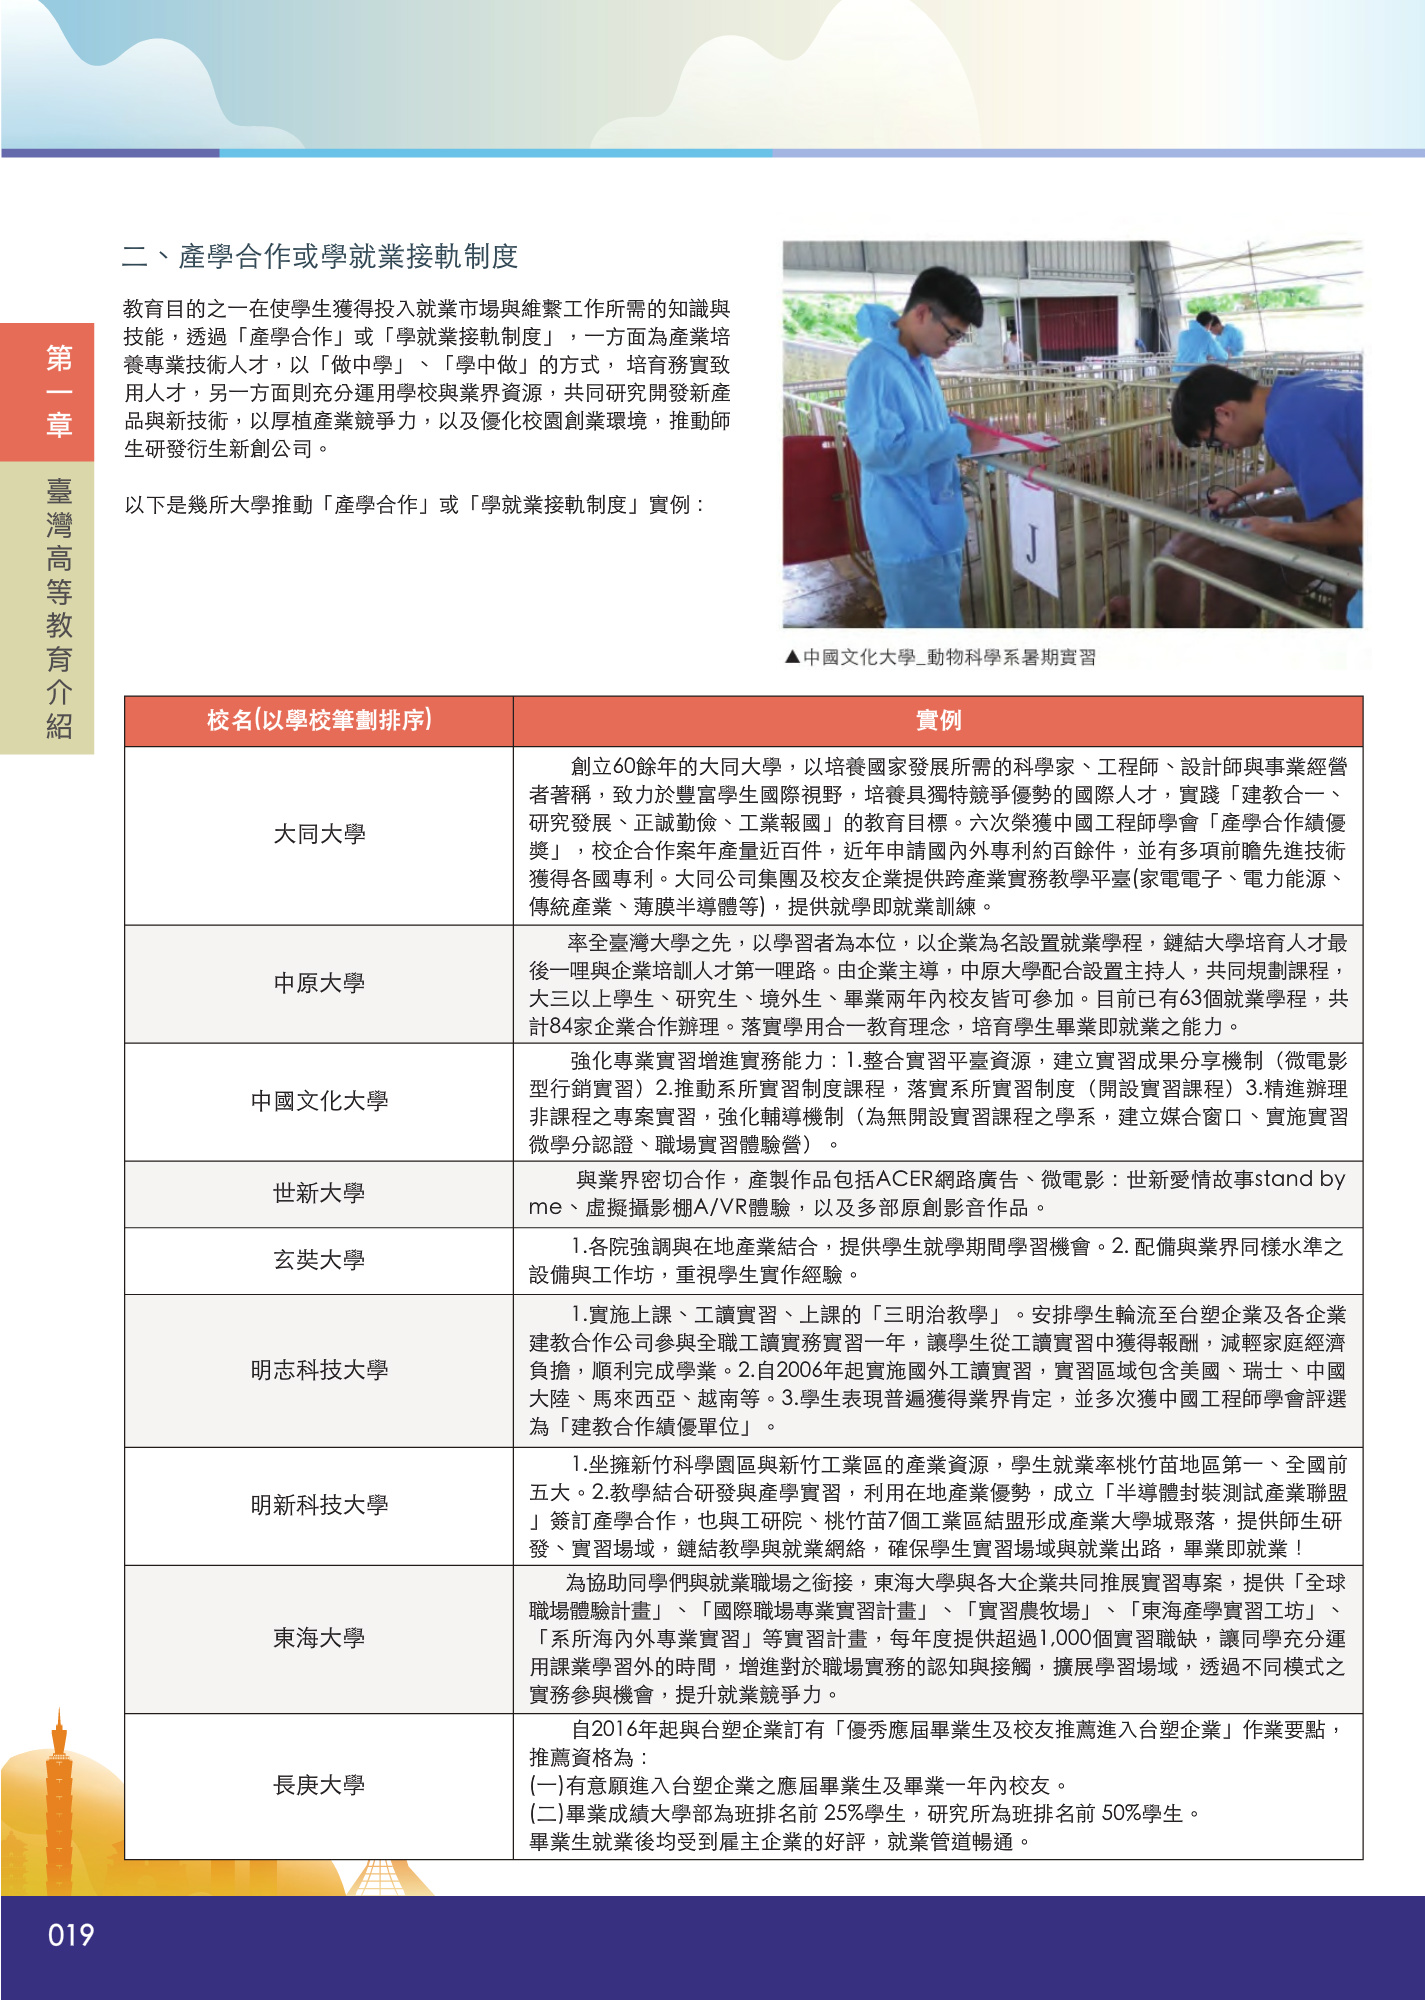 二、產學合作或學就業接軌制度
教育目的之一在使學生獲得投入就業市場與維繫工作所需的知識與
技能，透過「產學合作」或「學就業接軌制度」，一方面為產業培
養專業技術人才，以「做中學」、「學中做」的方式， 培育務實致
用人才，另一方面則充分運用學校與業界資源，共同研究開發新產
品與新技術，以厚植產業競爭力，以及優化校園創業環境，推動師
生研發衍生新創公司。
以下是幾所大學推動「產學合作」或「學就業接軌制度」實例：
J
▲中國文化大學_動物科學系暑期實習
第一章
臺灣高等教育介紹
校名(以學校筆劃排序)
實例
大同大學
創立60餘年的大同大學，以培養國家發展所需的科學家、工程師、設計師與事業經營
者著稱，致力於豐富學生國際視野，培養具獨特競爭優勢的國際人才，實踐「建教合一、
研究發展、正誠勤儉、工業報國」的教育目標。六次榮獲中國工程師學會「產學合作績優
獎」，校企合作案年產量近百件，近年申請國內外專利約百餘件，並有多項前瞻先進技術
獲得各國專利。大同公司集團及校友企業提供跨產業實務教學平臺(家電電子、電力能源、
傳統產業、薄膜半導體等)，提供就學即就業訓練。
中原大學
率全臺灣大學之先，以學習者為本位，以企業為名設置就業學程，鏈結大學培育人才最
後一哩與企業培訓人才第一哩路。由企業主導，中原大學配合設置主持人，共同規劃課程，
大三以上學生、研究生、境外生、畢業兩年內校友皆可參加。目前已有63個就業學程，共
計84家企業合作辦理。落實學用合一教育理念，培育學生畢業即就業之能力。
中國文化大學
強化專業實習增進實務能力：1.整合實習平臺資源，建立實習成果分享機制（微電影
型行銷實習）2.推動系所實習制度課程，落實系所實習制度（開設實習課程）3.精進辦理
非課程之專案實習，強化輔導機制（為無開設實習課程之學系，建立媒合窗口、實施實習
微學分認證、職場實習體驗營）。
世新大學
與業界密切合作，產製作品包括ACER網路廣告、微電影：世新愛情故事stand by
me、虛擬攝影棚A/VR體驗，以及多部原創影音作品。
玄奘大學
1.各院強調與在地產業結合，提供學生就學期間學習機會。2. 配備與業界同樣水準之
設備與工作坊，重視學生實作經驗。
明志科技大學
1.實施上課、工讀實習、上課的「三明治教學」。安排學生輪流至台塑企業及各企業
建教合作公司參與全職工讀實務實習一年，讓學生從工讀實習中獲得報酬，減輕家庭經濟
負擔，順利完成學業。2.自2006年起實施國外工讀實習，實習區域包含美國、瑞士、中國
大陸、馬來西亞、越南等。3.學生表現普遍獲得業界肯定，並多次獲中國工程師學會評選
為「建教合作績優單位」。
明新科技大學
1.坐擁新竹科學園區與新竹工業區的產業資源，學生就業率桃竹苗地區第一、全國前
五大。2.教學結合研發與產學實習，利用在地產業優勢，成立「半導體封裝測試產業聯盟
」簽訂產學合作，也與工研院、桃竹苗7個工業區結盟形成產業大學城聚落，提供師生研
發、實習場域，鏈結教學與就業網絡，確保學生實習場域與就業出路，畢業即就業！
東海大學
為協助同學們與就業職場之銜接，東海大學與各大企業共同推展實習專案，提供「全球
職場體驗計畫」、「國際職場專業實習計畫」、「實習農牧場」、「東海產學實習工坊」、
「系所海內外專業實習」等實習計畫，每年度提供超過1,000個實習職缺，讓同學充分運
用課業學習外的時間，增進對於職場實務的認知與接觸，擴展學習場域，透過不同模式之
實務參與機會，提升就業競爭力。
長庚大學
自2016年起與台塑企業訂有「優秀應屆畢業生及校友推薦進入台塑企業」作業要點，
推薦資格為：
(一)有意願進入台塑企業之應屆畢業生及畢業一年內校友。
(二)畢業成績大學部為班排名前 25%學生，研究所為班排名前 50%學生。
畢業生就業後均受到雇主企業的好評，就業管道暢通。
019